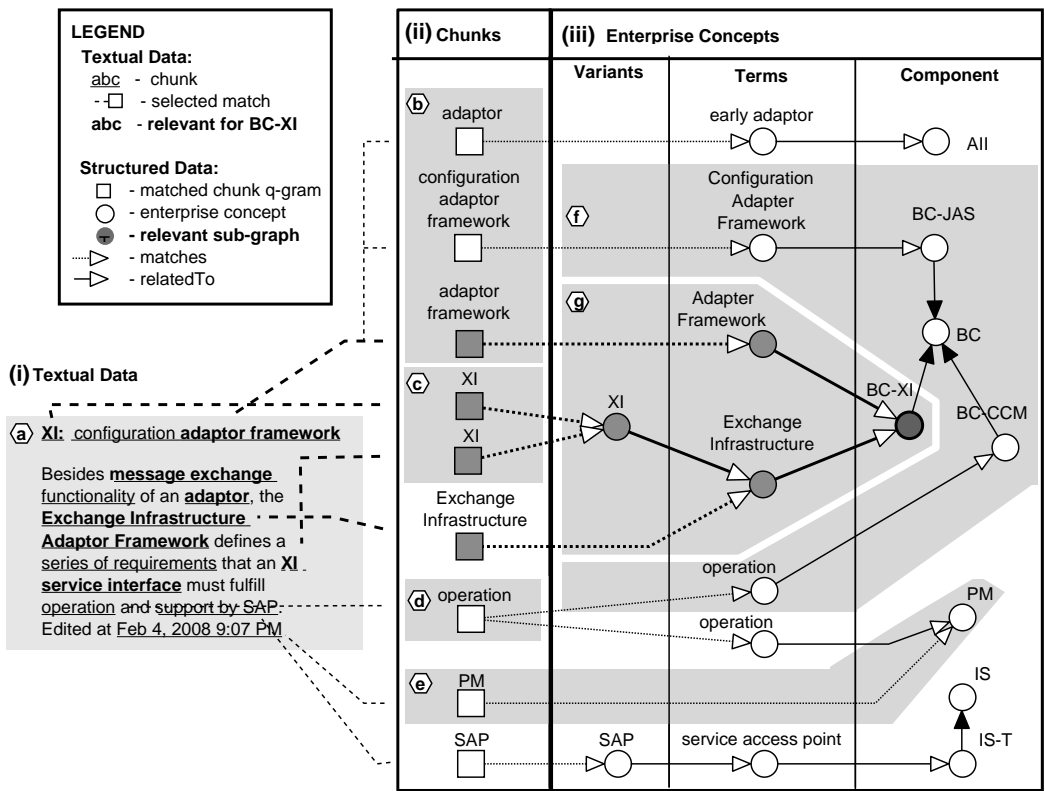 LEGEND
Textual Data:
abc - chunk
- selected match
abc - relevant for BC-XI
Structured Data:
- matched chunk q-gram
- enterprise concept
- relevant sub-graph
- matches
- relatedTo
(i) Textual Data
a XI: configuration adaptor framework
Besides message exchange
functionality of an adaptor, the
Exchange Infrastructure
Adaptor Framework defines a
series of requirements that an XI
service interface must fulfill
operation and support by SAP.
Edited at Feb 4, 2008 9:07 PM
(ii) Chunks
b
adaptor
configuration
adaptor
framework
adaptor
framework
c
XI
XI
Exchange
Infrastructure
d
operation
e
PM
SAP
(iii) Enterprise Concepts
Variants
Terms
Component
early adaptor
AII
f
Configuration
Adapter
Framework
BC-JAS
g
Adapter
Framework
BC
XI
BC-XI
Exchange
Infrastructure
BC-CCM
operation
operation
PM
IS
SAP
service access point
IS-T